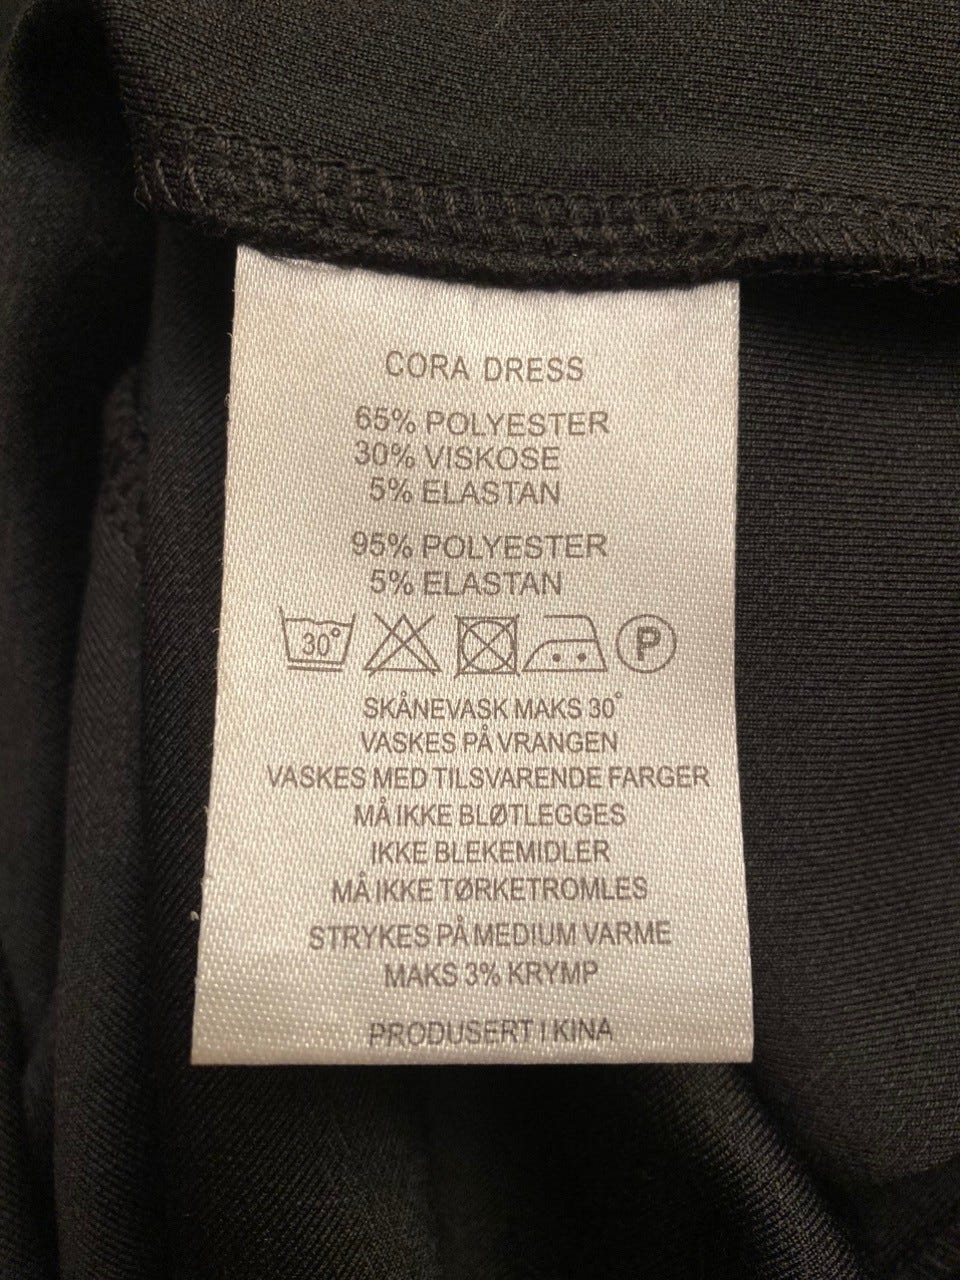 CORA DRESS
65% POLYESTER
30% VISKOSE
5% ELASTAN
95% POLYESTER
5% ELASTAN
30° P
SKÅNEVASK MAKS 30°
VASKES PÅ VRANGEN
VASKES MED TILSVARENDE FARGER
MÅ IKKE BLØTLEGGES
IKKE BLEKEMIDLER
MÅ IKKE TØRKETROMLES
STRYKES PÅ MEDIUM VARME
MAKS 3% KRYMP
PRODUSERT I KINA